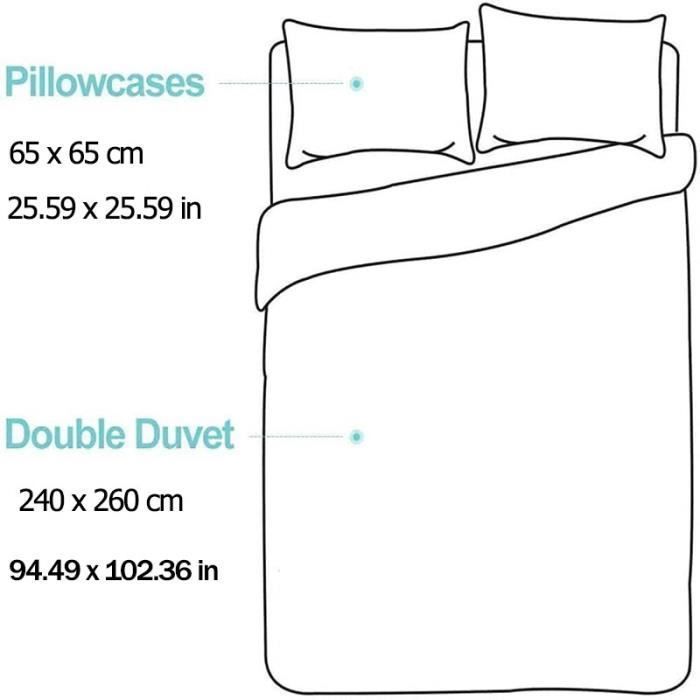 Pillowcases
65 x 65 cm
25.59 x 25.59 in
Double Duvet
240 x 260 cm
94.49 x 102.36 in